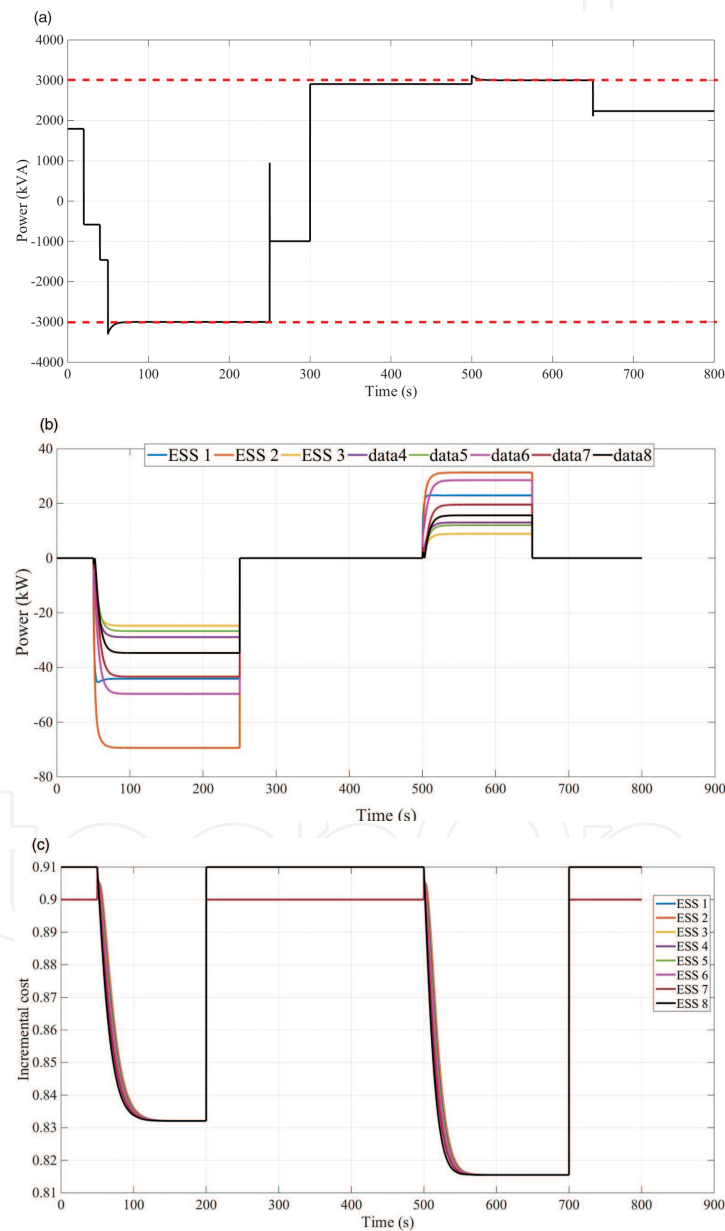 (a)
4000
3000
2000
1000
0
-1000
-2000
-3000
-4000
Power (kVA)
0 100 200 300 400 500 600 700 800
Time (s)
(b)
ESS 1 ESS 2 ESS 3 data4 data5 data6 data7 data8
40
20
0
-20
-40
-60
-80
Power (kW)
0 100 200 300 400 500 600 700 800 900
Time (s)
(c)
0.91
0.9
0.89
0.88
0.87
0.86
0.85
0.84
0.83
0.82
0.81
Incremental cost
ESS 1
ESS 2
ESS 3
ESS 4
ESS 5
ESS 6
ESS 7
ESS 8
0 100 200 300 400 500 600 700 800 900
Time (s)